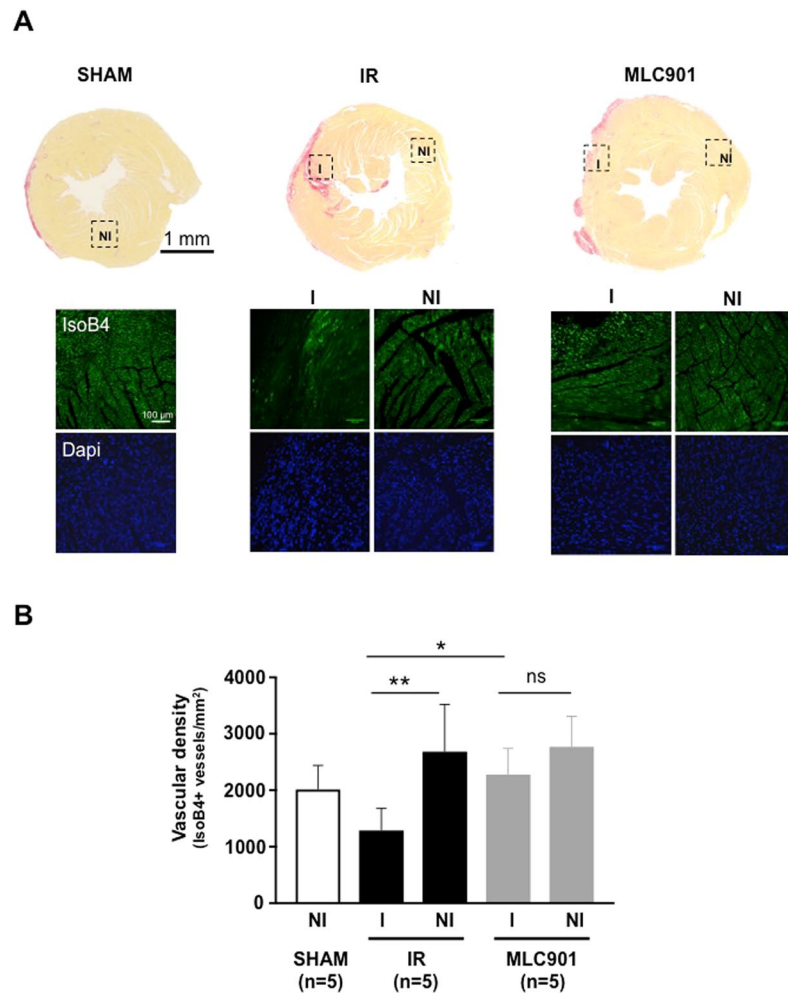 A
SHAM IR MLC901
I NI I NI
NI
1 mm
I NI I NI
IsoB4
100 µm
Dapi
B
*
** ns
Vascular density
(IsoB4+ vessels/mm²)
4000
3000
2000
1000
0
NI I NI I NI
SHAM IR MLC901
(n=5) (n=5) (n=5)